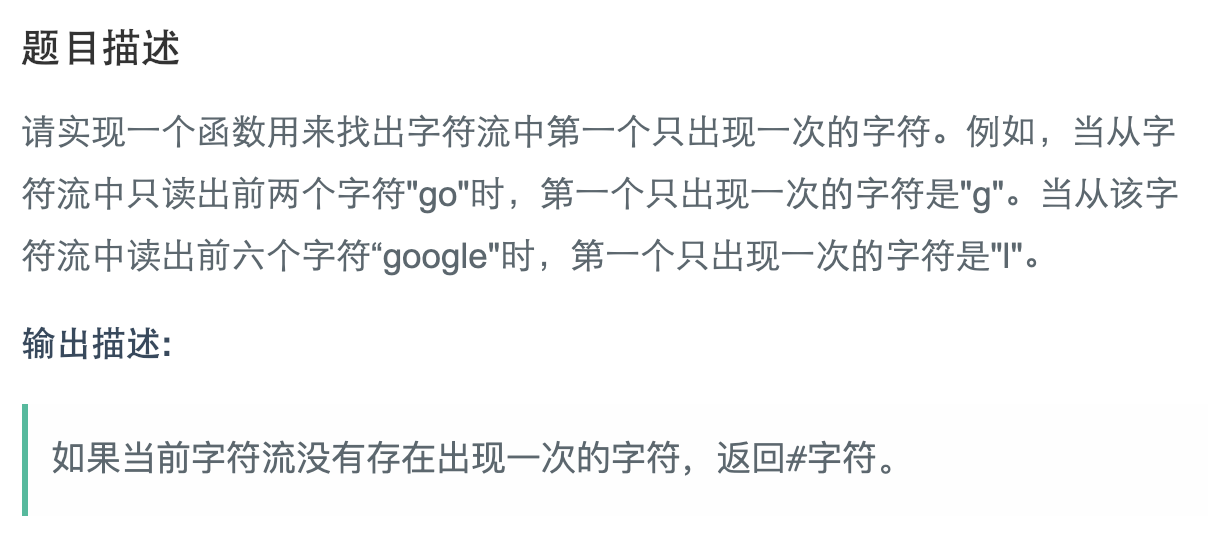 题目描述
请实现一个函数用来找出字符流中第一个只出现一次的字符。例如，当从字
符流中只读出前两个字符"go"时，第一个只出现一次的字符是"g"。当从该字
符流中读出前六个字符“google"时，第一个只出现一次的字符是"l"。
输出描述:
如果当前字符流没有存在出现一次的字符，返回#字符。